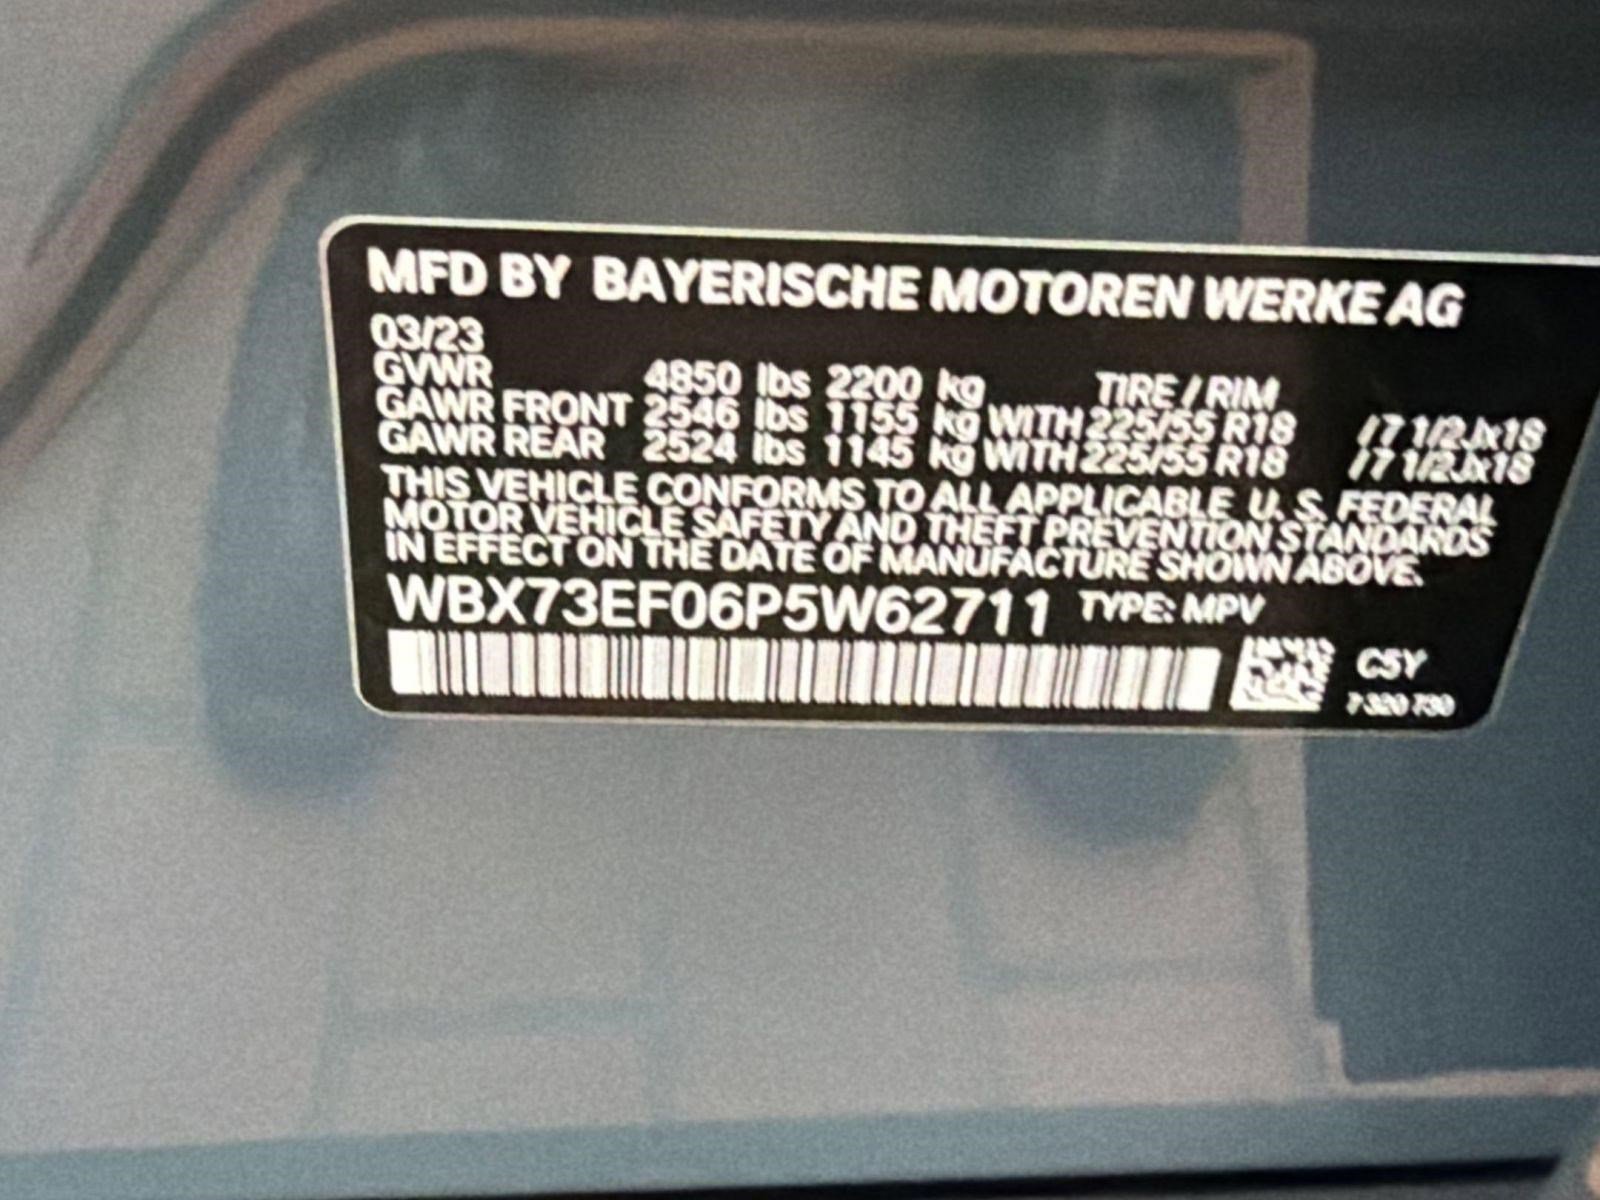 MFD BY BAYERISCHE MOTOREN WERKE AG
03/23
GVWR 4850 lbs 2200 kg TIRE / RIM
GAWR FRONT 2546 lbs 1155 kg WITH 225/55 R18 / 7 1/2Jx18
GAWR REAR 2524 lbs 1145 kg WITH 225/55 R18 / 7 1/2Jx18
THIS VEHICLE CONFORMS TO ALL APPLICABLE U. S. FEDERAL
MOTOR VEHICLE SAFETY AND THEFT PREVENTION STANDARDS
IN EFFECT ON THE DATE OF MANUFACTURE SHOWN ABOVE.
WBX73EF06P5W62711 TYPE: MPV
C5Y
7 320 730